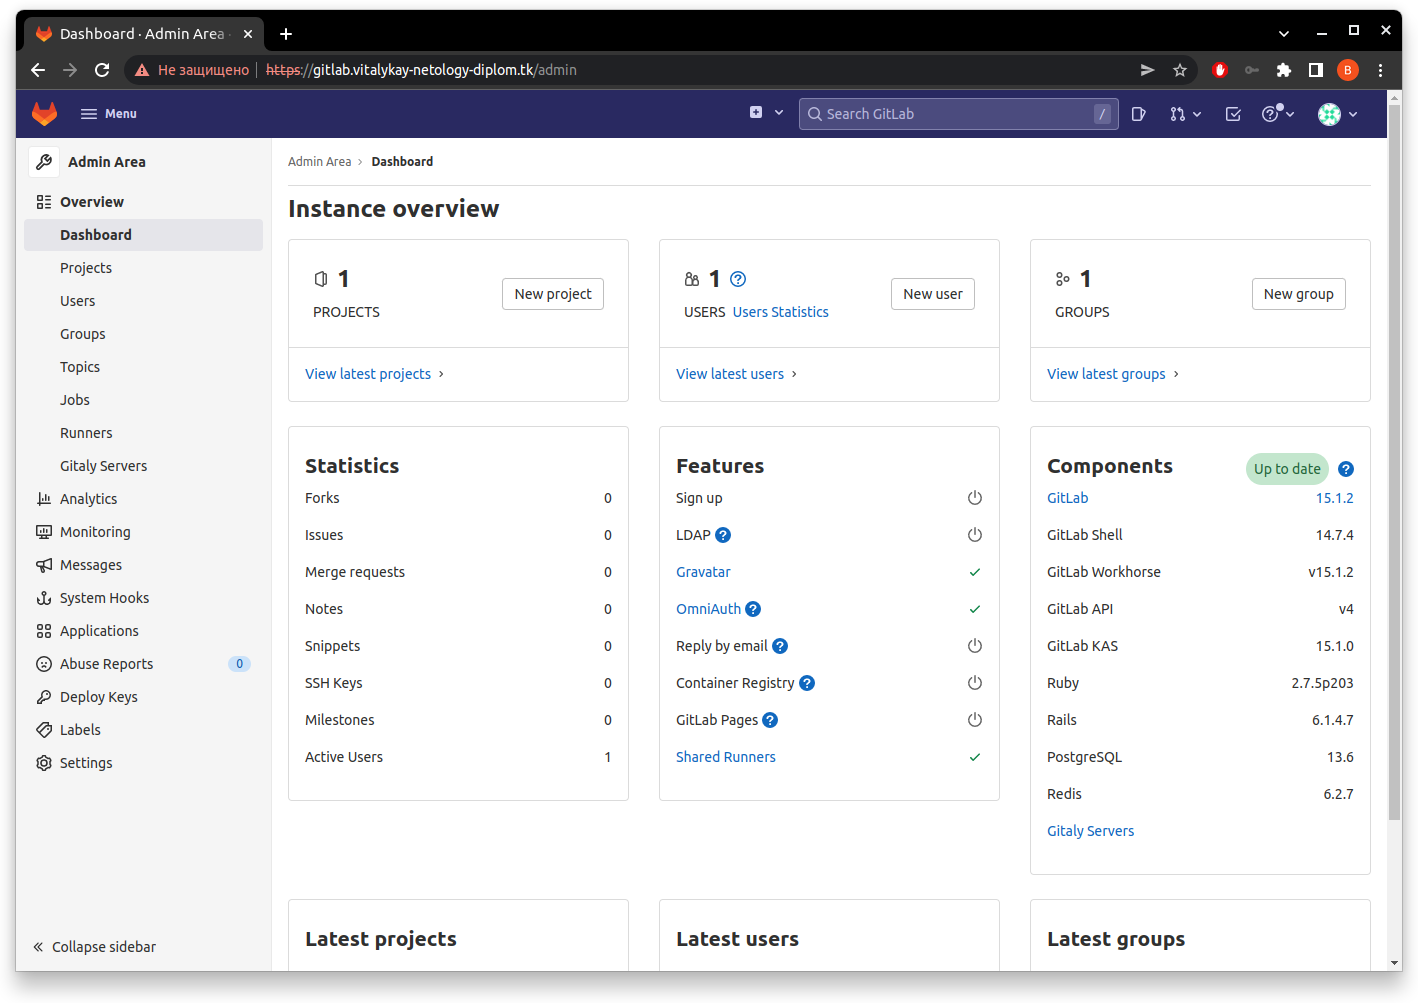 Dashboard · Admin Area ·
Не защищено
https://gitlab.vitalykay-netology-diplom.tk/admin
B
Menu
Search GitLab
/
Admin Area
Overview
Dashboard
Projects
Users
Groups
Topics
Jobs
Runners
Gitaly Servers
Analytics
Monitoring
Messages
System Hooks
Applications
Abuse Reports 0
Deploy Keys
Labels
Settings
Collapse sidebar
Admin Area › Dashboard
Instance overview
1
PROJECTS
New project
View latest projects
1
USERS Users Statistics
New user
View latest users
1
GROUPS
New group
View latest groups
Statistics
Forks 0
Issues 0
Merge requests 0
Notes 0
Snippets 0
SSH Keys 0
Milestones 0
Active Users 1
Features
Sign up
LDAP
Gravatar
OmniAuth
Reply by email
Container Registry
GitLab Pages
Shared Runners
Components Up to date
GitLab 15.1.2
GitLab Shell 14.7.4
GitLab Workhorse v15.1.2
GitLab API v4
GitLab KAS 15.1.0
Ruby 2.7.5p203
Rails 6.1.4.7
PostgreSQL 13.6
Redis 6.2.7
Gitaly Servers
Latest projects
Latest users
Latest groups